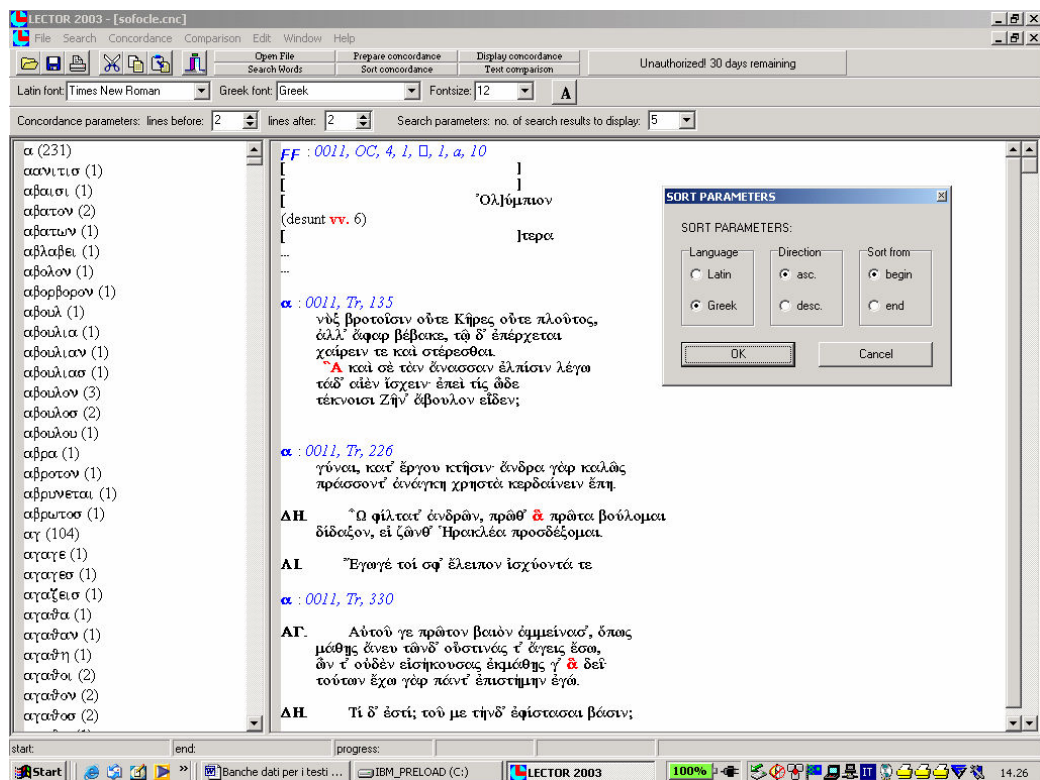 LECTOR 2003 - [sofocle.cnc]
File Search Concordance Comparison Edit Window Help
Open File Prepare concordance Display concordance
Search Words Sort concordance Text comparison
Unauthorized! 30 days remaining
Latin font: Times New Roman Greek font: Greek Fontsize: 12 A
Concordance parameters: lines before: 2 lines after: 2 Search parameters: no. of search results to display: 5
α (231)
αανιτισ (1)
αβαισι (1)
αβατον (2)
αβατων (1)
αβλαβει (1)
αβολον (1)
αβορβορον (1)
αβουλ (1)
αβουλια (1)
αβουλιαν (1)
αβουλιασ (1)
αβουλον (3)
αβουλοσ (2)
αβουλου (1)
αβρα (1)
αβροτον (1)
αβρυνεται (1)
αβρωτοσ (1)
αγ (104)
αγαγε (1)
αγαγεσ (1)
αγαζεισ (1)
αγαθα (1)
αγαθαν (1)
αγαθη (1)
αγαθοι (2)
αγαθον (2)
αγαθοσ (2)
FF : 0011, OC, 4, 1, □, 1, a, 10
[ ]
[ ]
[ Ὀλ]ύμπιον
(desunt vv. 6)
[ ]τερα
...
...
α : 0011, Tr, 135
νὺξ βροτοῖσιν οὔτε Κῆρες οὔτε πλοῦτος,
ἀλλ’ ἄφαρ βέβακε, τῷ δ’ ἐπέρχεται
χαίρειν τε καὶ στέρεσθαι.
Ἃ καὶ σὲ τὰν ἄνασσαν ἐλπίσιν λέγω
τάδ’ αἰὲν ἴσχειν· ἐπεὶ τίς ὧδε
τέκνοισι Ζῆν’ ἄβουλον εἶδεν;
α : 0011, Tr, 226
γύναι, κατ’ ἔργου κτῆσιν· ἄνδρα γὰρ καλῶς
πράσσοντ’ ἀνάγκη χρηστὰ κερδαίνειν ἔπη.
ΔΗ. Ὦ φίλτατ’ ἀνδρῶν, πρῶθ’ ἃ πρῶτα βούλομαι
δίδαξον, εἰ ζῶνθ’ Ἡρακλέα προσδέξομαι.
ΑΙ. Ἔγωγέ τοί σφ’ ἔλειπον ἰσχύοντά τε
α : 0011, Tr, 330
ΑΓ. Αὐτοῦ γε πρῶτον βαιὸν ἀμμείνασ’, ὅπως
μάθῃς ἄνευ τῶνδ’ οὕστινάς τ’ ἄγεις ἔσω,
ὧν τ’ οὐδὲν εἰσήκουσας ἐκμάθῃς γ’ ἃ δεῖ·
τούτων ἔχω γὰρ πάντ’ ἐπιστήμην ἐγώ.
ΔΗ. Τί δ’ ἐστί; τοῦ με τήνδ’ ἐφίστασαι βάσιν;
SORT PARAMETERS
SORT PARAMETERS:
Language Direction Sort from
Latin asc. begin
Greek desc. end
OK Cancel
start: end: progress:
Start » Banche dati per i testi ... IBM_PRELOAD (C:) LECTOR 2003 100% IT 14.26